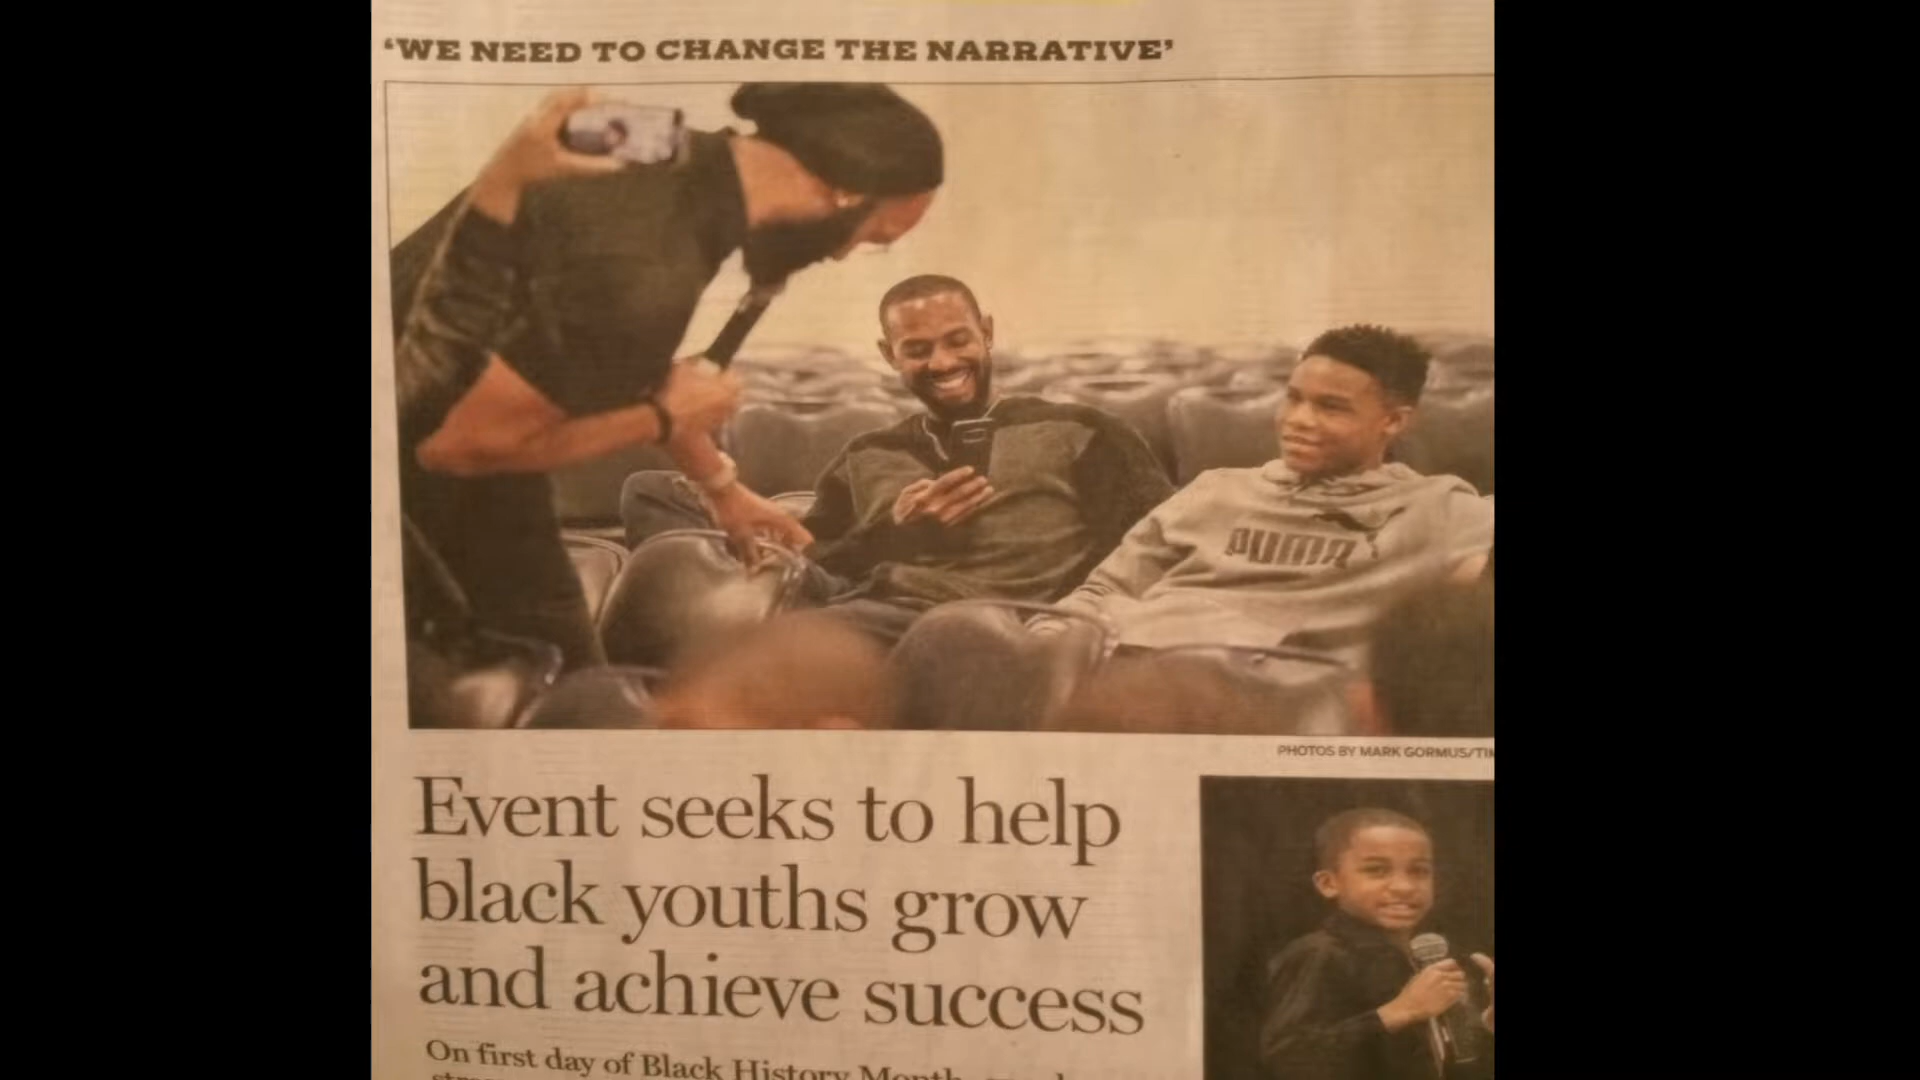 ‘WE NEED TO CHANGE THE NARRATIVE’
PUMA
PHOTOS BY MARK GORMUS/TI
Event seeks to help
black youths grow
and achieve success
On first day of Black History Month,